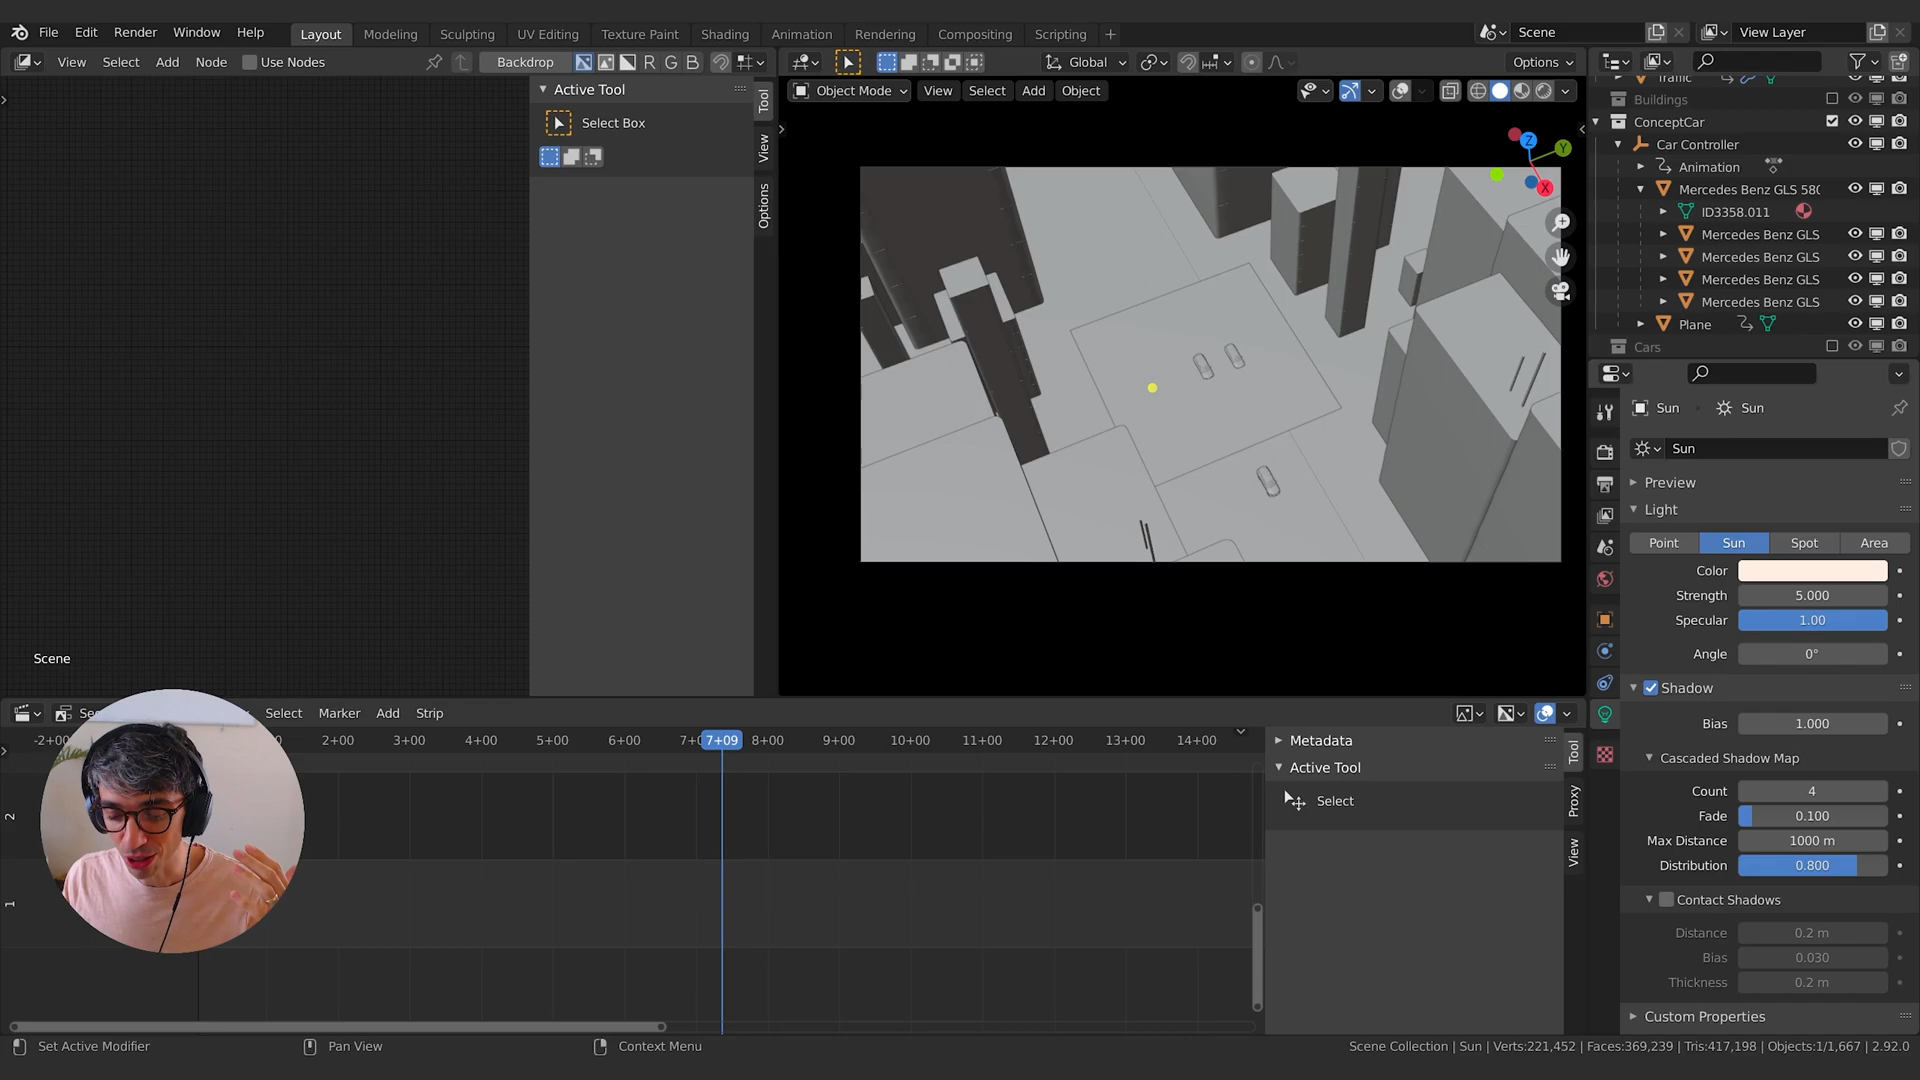 File Edit Render Window Help
Layout Modeling Sculpting UV Editing Texture Paint Shading Animation Rendering Compositing Scripting +
Scene
View Layer
View Select Add Node Use Nodes
Backdrop
R G B
Global
Options
Active Tool
Select Box
Tool
View
Options
Object Mode View Select Add Object
Z
Y
X
Buildings
ConceptCar
Car Controller
Animation
Mercedes Benz GLS 580
ID3358.011
Mercedes Benz GLS
Mercedes Benz GLS
Mercedes Benz GLS
Mercedes Benz GLS
Plane
Cars
Sun Sun
Sun
Preview
Light
Point Sun Spot Area
Color
Strength 5.000
Specular 1.00
Angle 0°
Shadow
Bias 1.000
Cascaded Shadow Map
Count 4
Fade 0.100
Max Distance 1000 m
Distribution 0.800
Contact Shadows
Distance 0.2 m
Bias 0.030
Thickness 0.2 m
Custom Properties
Scene
Select Marker Add Strip
-2+00 2+00 3+00 4+00 5+00 6+00 7+09 8+00 9+00 10+00 11+00 12+00 13+00 14+00
2
1
Metadata
Active Tool
Select
Tool
Proxy
View
Set Active Modifier
Pan View
Context Menu
Scene Collection | Sun | Verts:221,452 | Faces:369,239 | Tris:417,198 | Objects:1/1,667 | 2.92.0